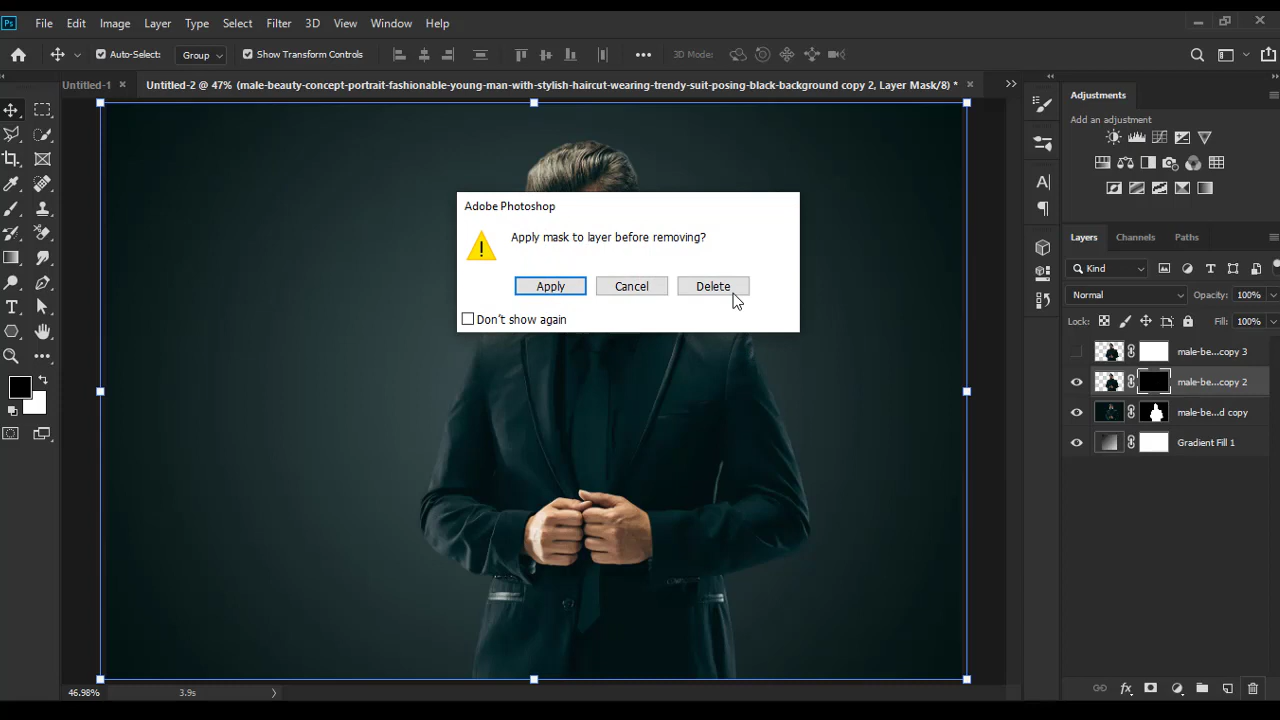 Ps File Edit Image Layer Type Select Filter 3D View Window Help
Auto-Select: Group Show Transform Controls 3D Mode:
Untitled-1 Untitled-2 @ 47% (male-beauty-concept-portrait-fashionable-young-man-with-stylish-haircut-wearing-trendy-suit-posing-black-background copy 2, Layer Mask/8) *
Adobe Photoshop
Apply mask to layer before removing?
Apply Cancel Delete
Don't show again
Adjustments
Add an adjustment
Layers Channels Paths
Kind
Normal Opacity: 100%
Lock: Fill: 100%
male-be...copy 3
male-be...copy 2
male-be...d copy
Gradient Fill 1
46.98% 3.9s